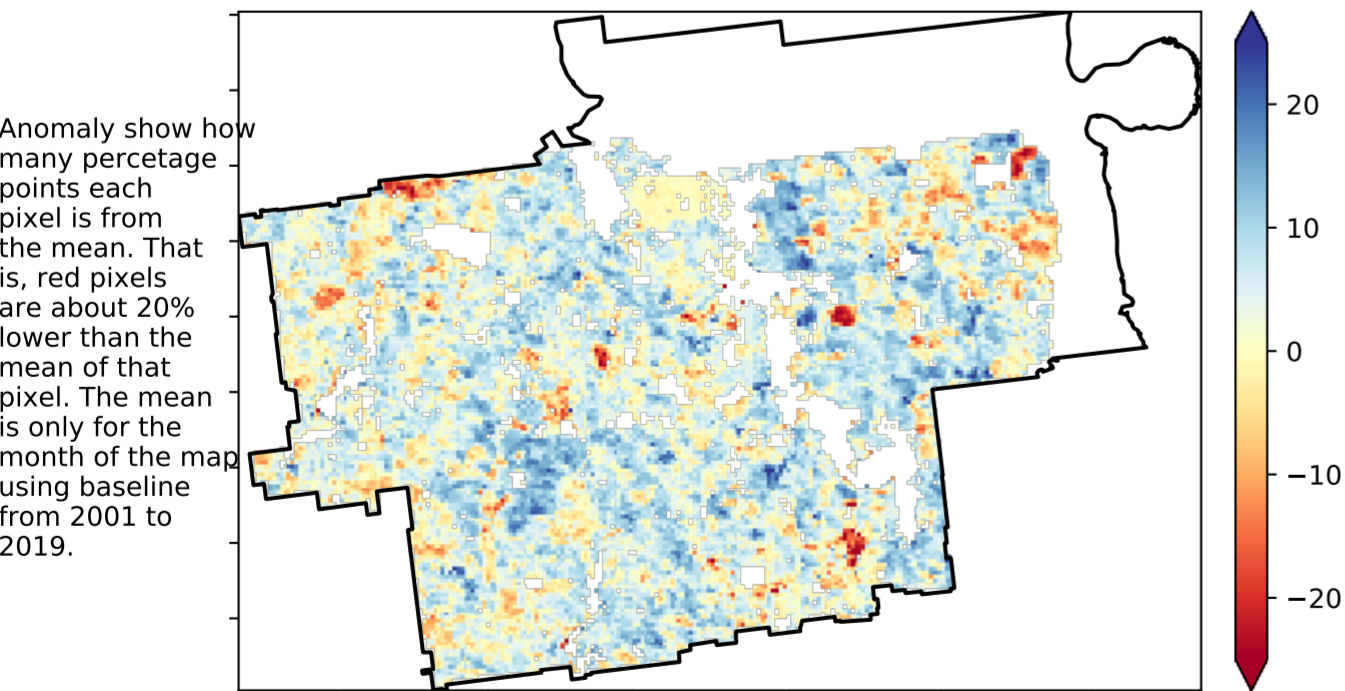 Anomaly show how
many percetage
points each
pixel is from
the mean. That
is, red pixels
are about 20%
lower than the
mean of that
pixel. The mean
is only for the
month of the map
using baseline
from 2001 to
2019.
20
10
0
−10
−20